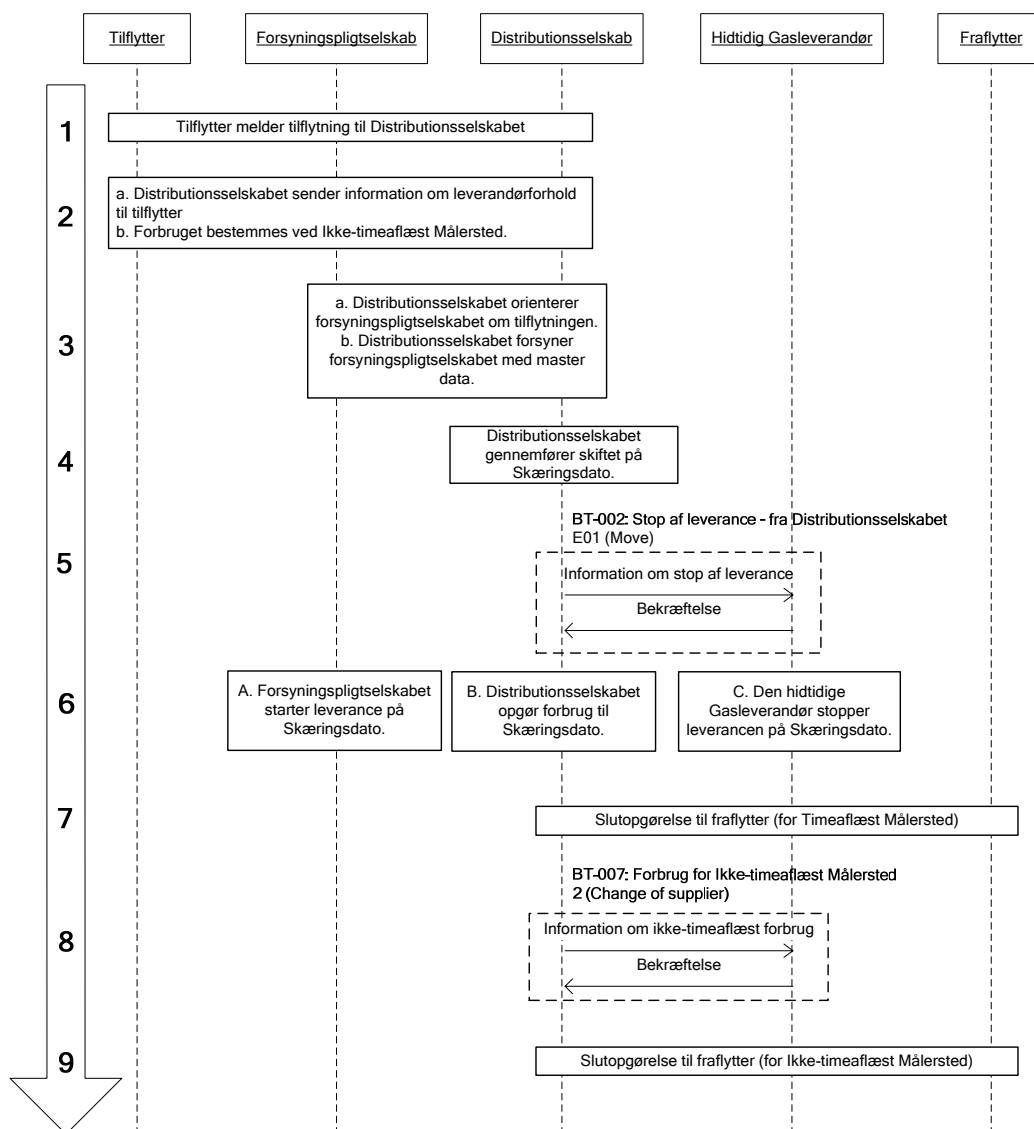 Tilflytter
Forsyningspligtselskab
Distributionsselskab
Hidtidig Gasleverandør
Fraflytter
1
Tilflytter melder tilflytning til Distributionsselskabet
2
a. Distributionsselskabet sender information om leverandørforhold
til tilflytter
b. Forbruget bestemmes ved Ikke-timeaflæst Målersted.
3
a. Distributionsselskabet orienterer
forsyningspligtselskabet om tilflytningen.
b. Distributionsselskabet forsyner
forsyningspligtselskabet med master
data.
4
Distributionsselskabet
gennemfører skiftet på
Skæringsdato.
BT-002: Stop af leverance - fra Distributionsselskabet
E01 (Move)
5
Information om stop af leverance
Bekræftelse
6
A. Forsyningspligtselskabet
starter leverance på
Skæringsdato.
B. Distributionsselskabet
opgør forbrug til
Skæringsdato.
C. Den hidtidige
Gasleverandør stopper
leverancen på Skæringsdato.
7
Slutopgørelse til fraflytter (for Timeaflæst Målersted)
BT-007: Forbrug for Ikke-timeaflæst Målersted
2 (Change of supplier)
8
Information om ikke-timeaflæst forbrug
Bekræftelse
9
Slutopgørelse til fraflytter (for Ikke-timeaflæst Målersted)